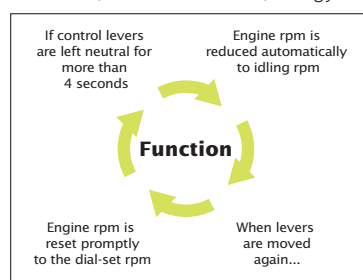 If control levers
are left neutral for
more than
4 seconds
Engine rpm is
reduced automatically
to idling rpm
Function
Engine rpm is
reset promptly
to the dial-set rpm
When levers
are moved
again...